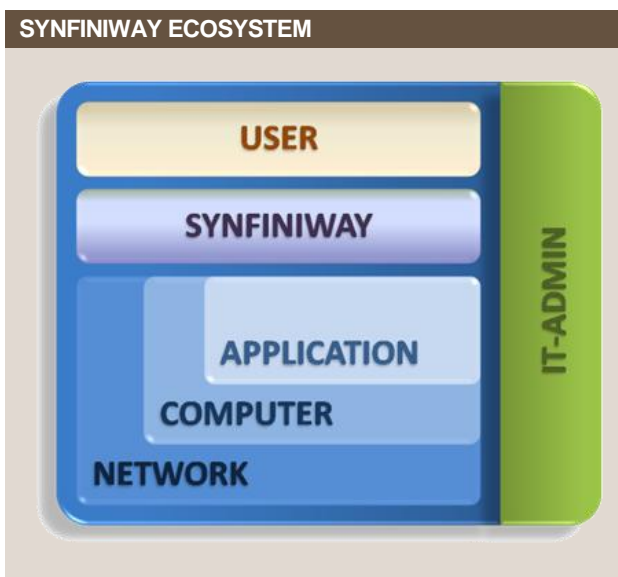 SYNFINIWAY ECOSYSTEM
USER
SYNFINIWAY
APPLICATION
COMPUTER
NETWORK
IT-ADMIN